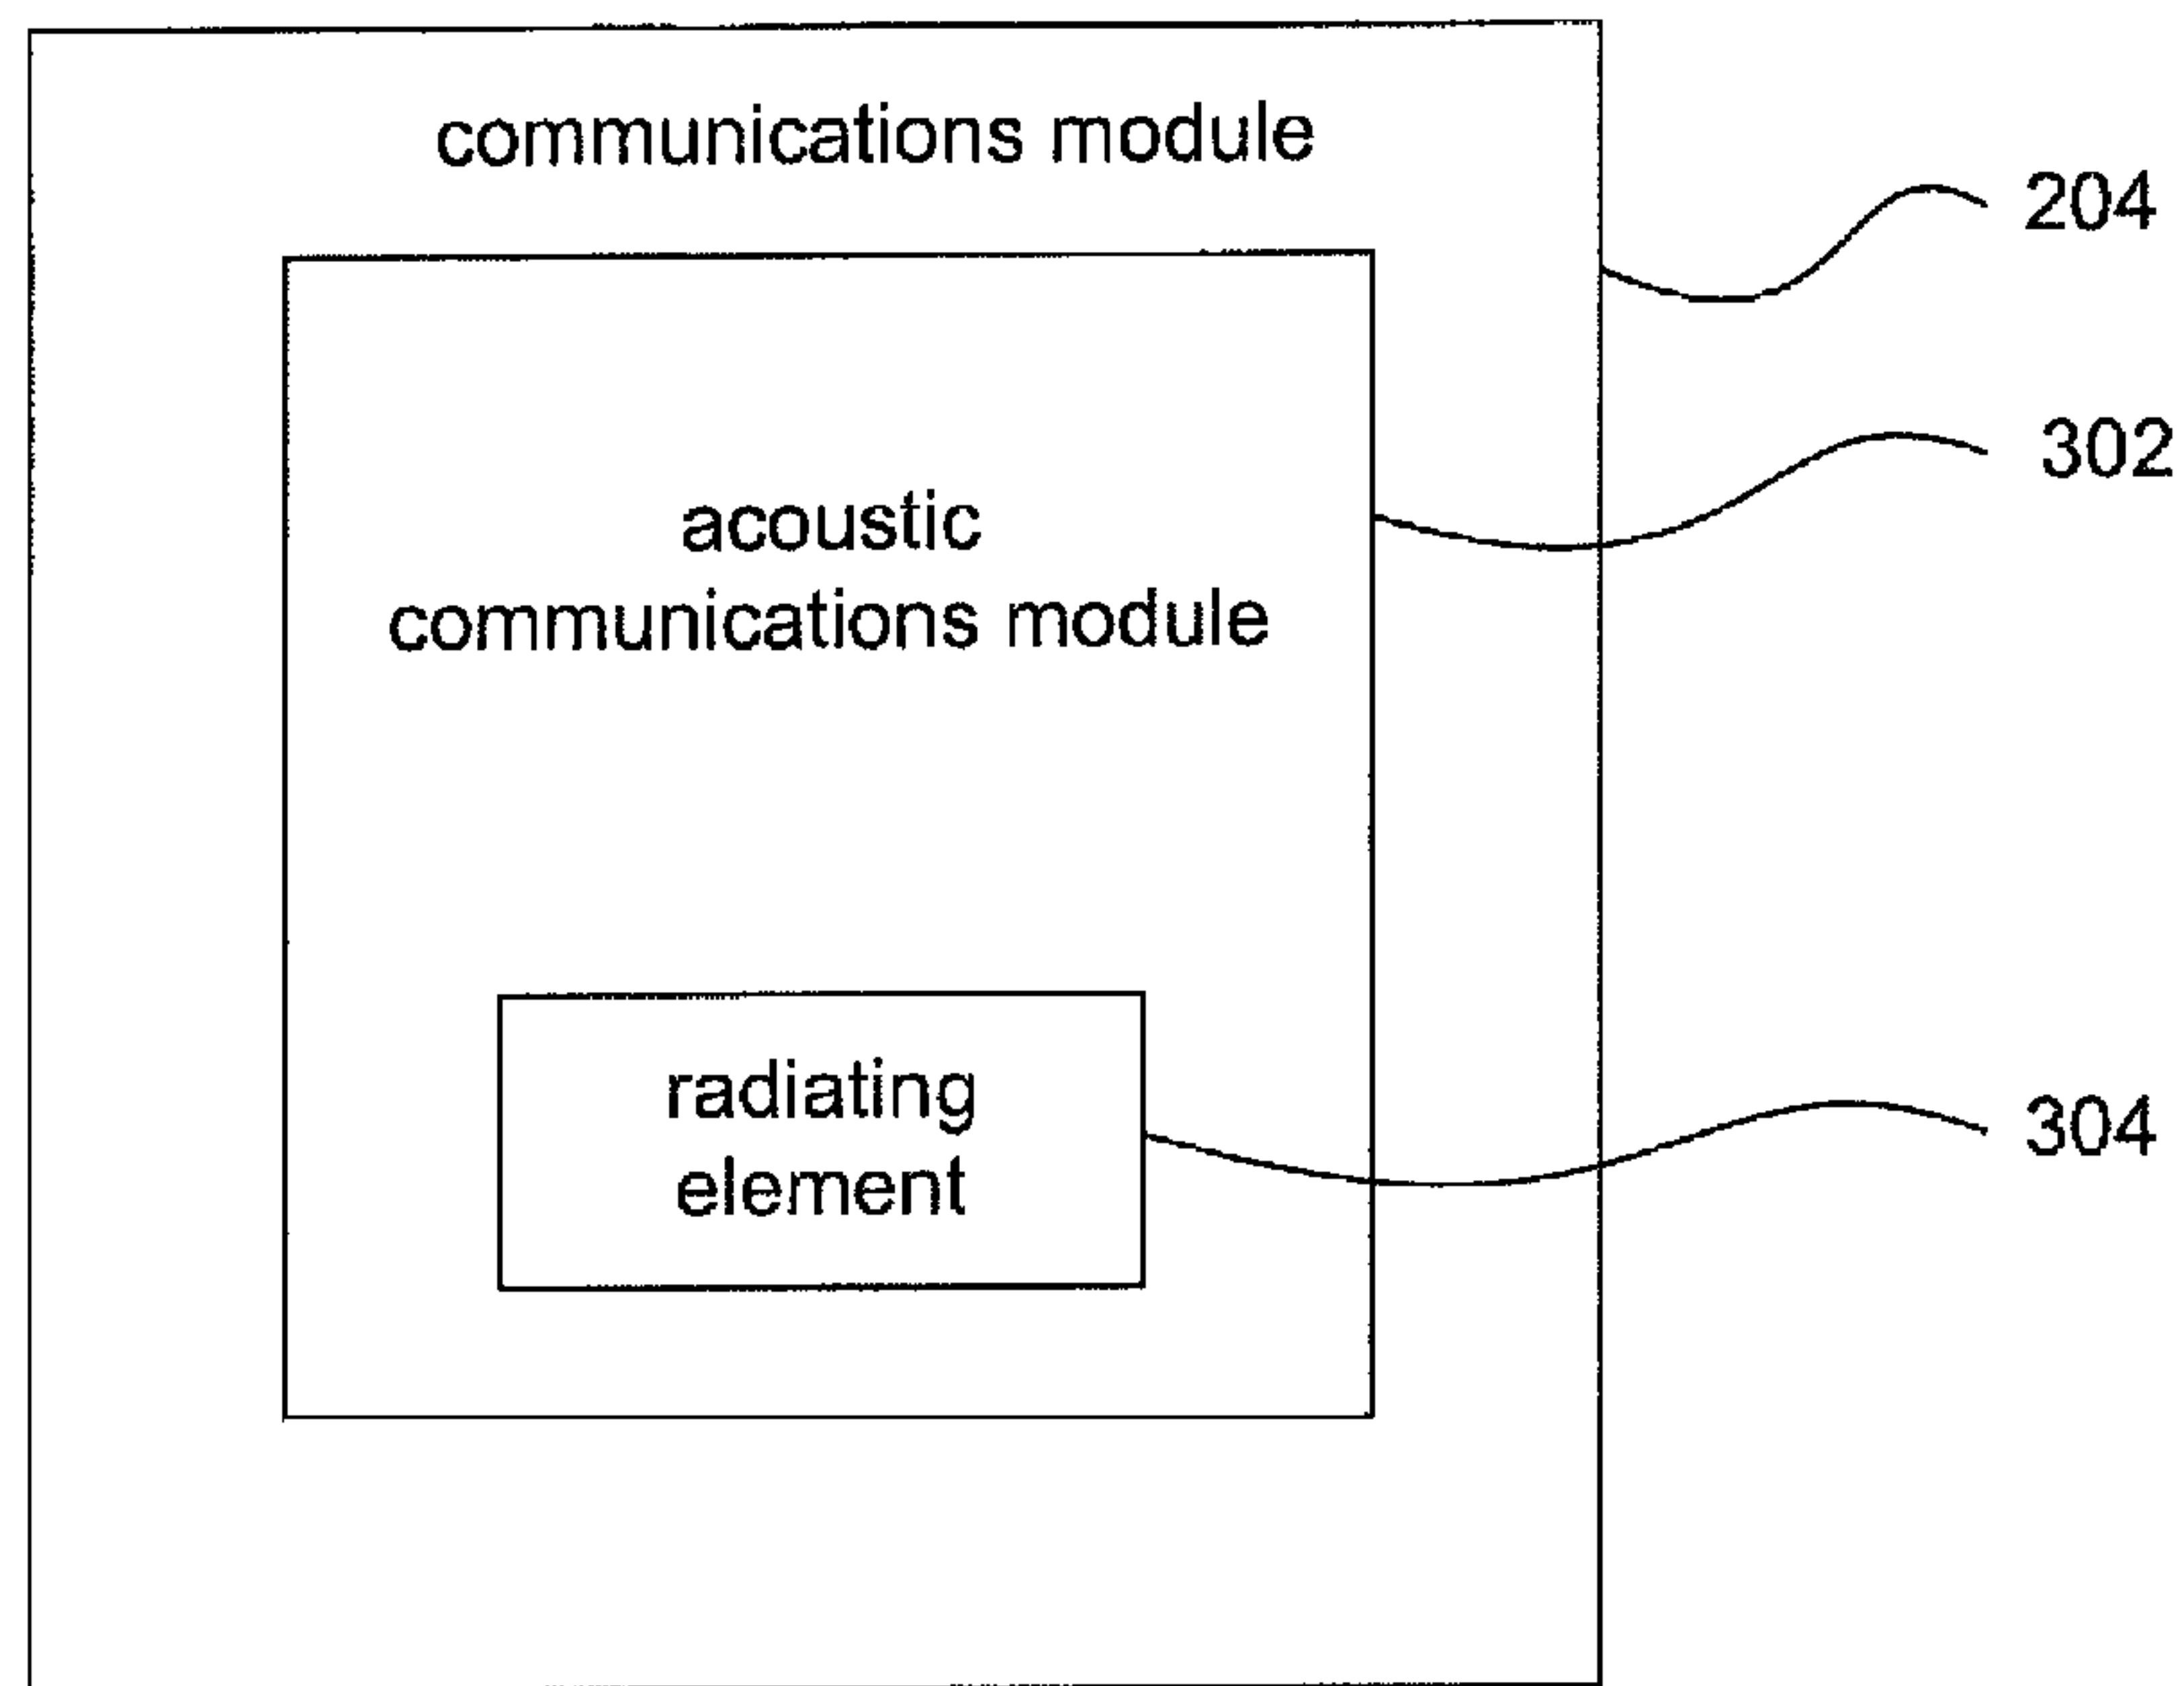 communications module
204
302
acoustic
communications module
radiating
element
304